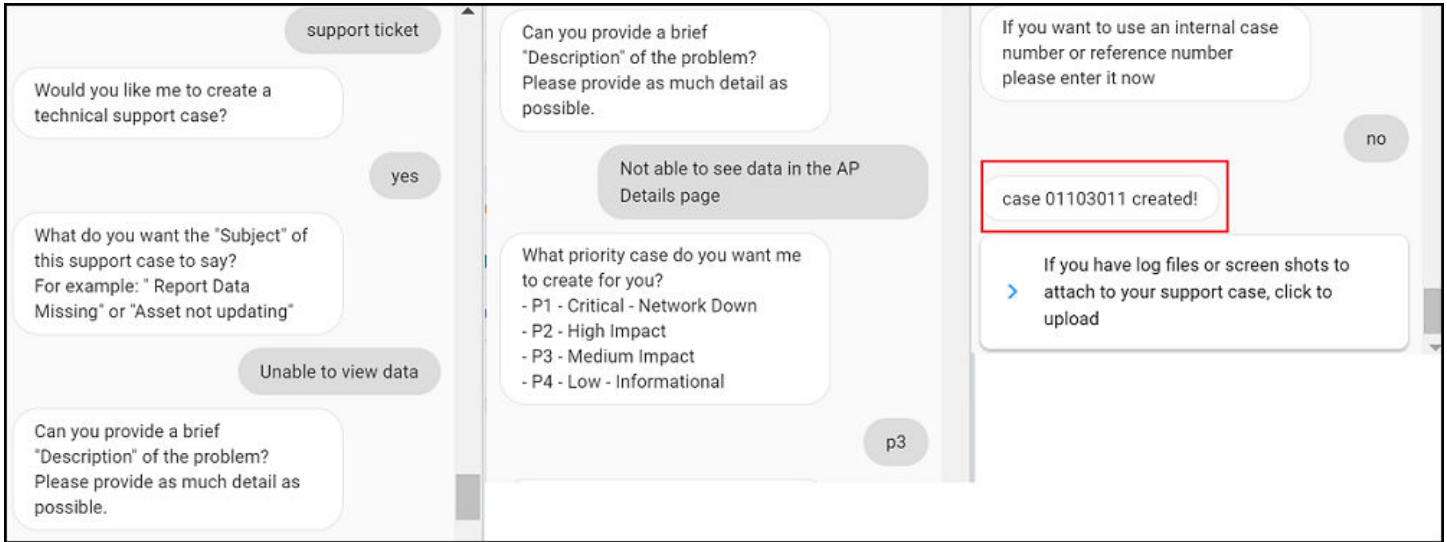 support ticket
Would you like me to create a
technical support case?
yes
What do you want the "Subject" of
this support case to say?
For example: " Report Data
Missing" or "Asset not updating"
Unable to view data
Can you provide a brief
"Description" of the problem?
Please provide as much detail as
possible.
Can you provide a brief
"Description" of the problem?
Please provide as much detail as
possible.
Not able to see data in the AP
Details page
What priority case do you want me
to create for you?
- P1 - Critical - Network Down
- P2 - High Impact
- P3 - Medium Impact
- P4 - Low - Informational
p3
If you want to use an internal case
number or reference number
please enter it now
no
case 01103011 created!
If you have log files or screen shots to
attach to your support case, click to
upload